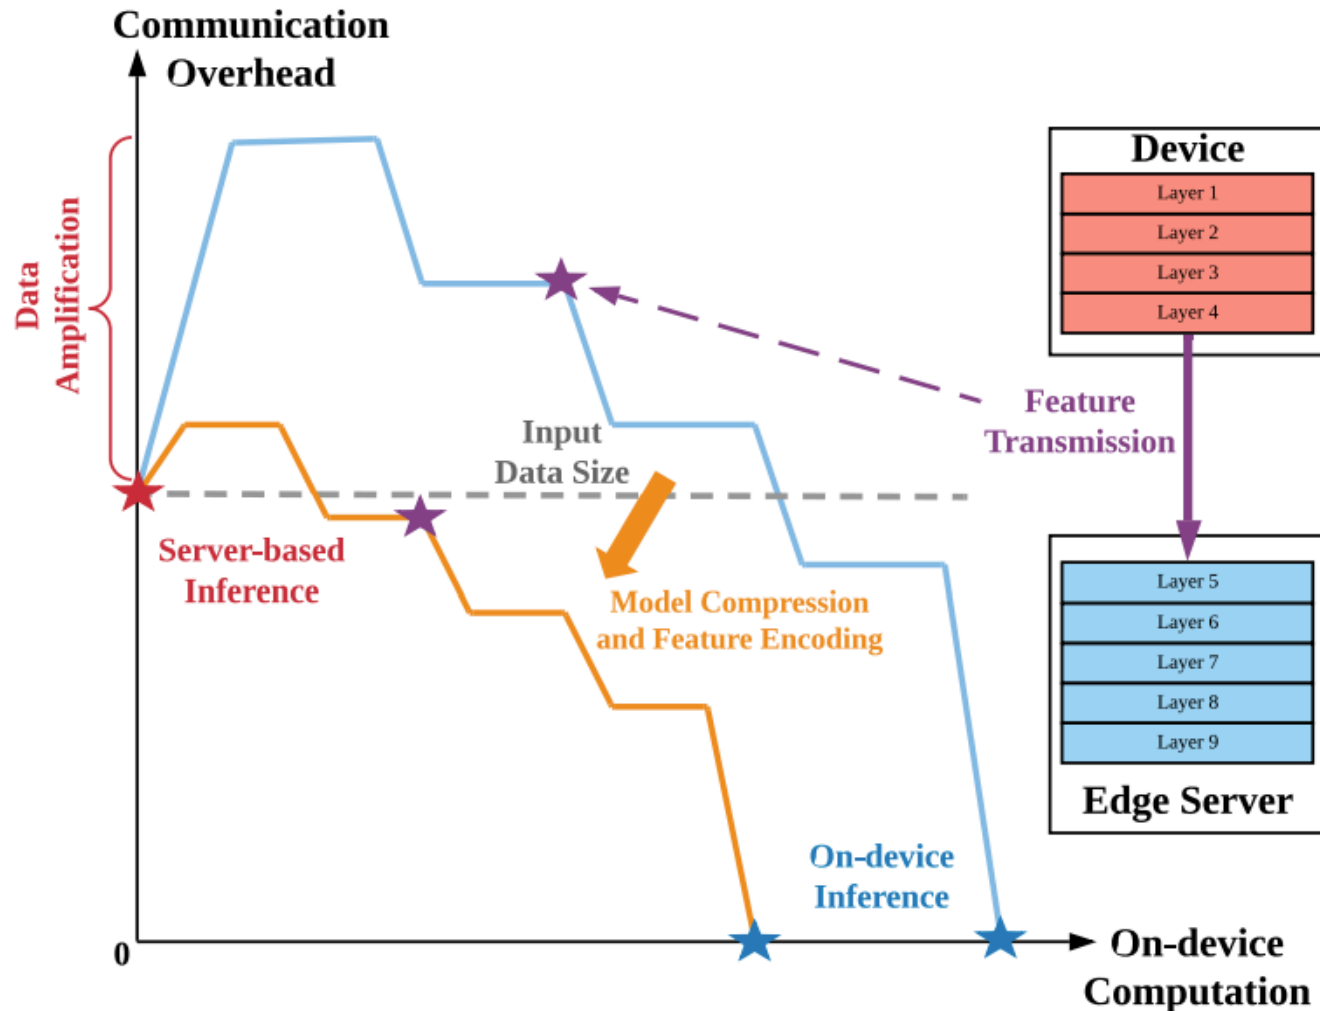 Communication
Overhead
Data
Amplification
Input
Data Size
Server-based
Inference
Model Compression
and Feature Encoding
On-device
Inference
0
On-device
Computation
Device
Layer 1
Layer 2
Layer 3
Layer 4
Feature
Transmission
Layer 5
Layer 6
Layer 7
Layer 8
Layer 9
Edge Server